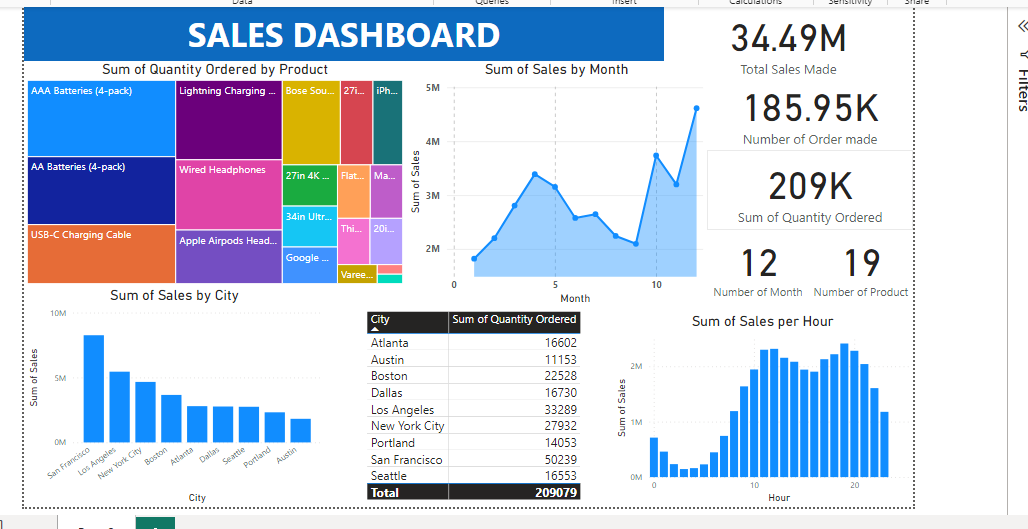 Data
Queries
Insert
Calculations
Sensitivity
Share
SALES DASHBOARD
34.49M
Total Sales Made
185.95K
Number of Order made
209K
Sum of Quantity Ordered
12
Number of Month
19
Number of Product
Filters
Sum of Quantity Ordered by Product
AAA Batteries (4-pack)
AA Batteries (4-pack)
USB-C Charging Cable
Lightning Charging ...
Wired Headphones
Apple Airpods Head...
Bose Sou...
27in 4K ...
34in Ultr...
Google ...
27i...
iPh...
Flat...
Ma...
Thi...
20i...
Varee...
Sum of Sales by Month
Sum of Sales
5M
4M
3M
2M
0
5
10
Month
Sum of Sales by City
Sum of Sales
10M
5M
0M
San Francisco
Los Angeles
New York City
Boston
Atlanta
Dallas
Seattle
Portland
Austin
City
City Sum of Quantity Ordered
Atlanta 16602
Austin 11153
Boston 22528
Dallas 16730
Los Angeles 33289
New York City 27932
Portland 14053
San Francisco 50239
Seattle 16553
Total 209079
Sum of Sales per Hour
Sum of Sales
2M
1M
0M
0
10
20
Hour